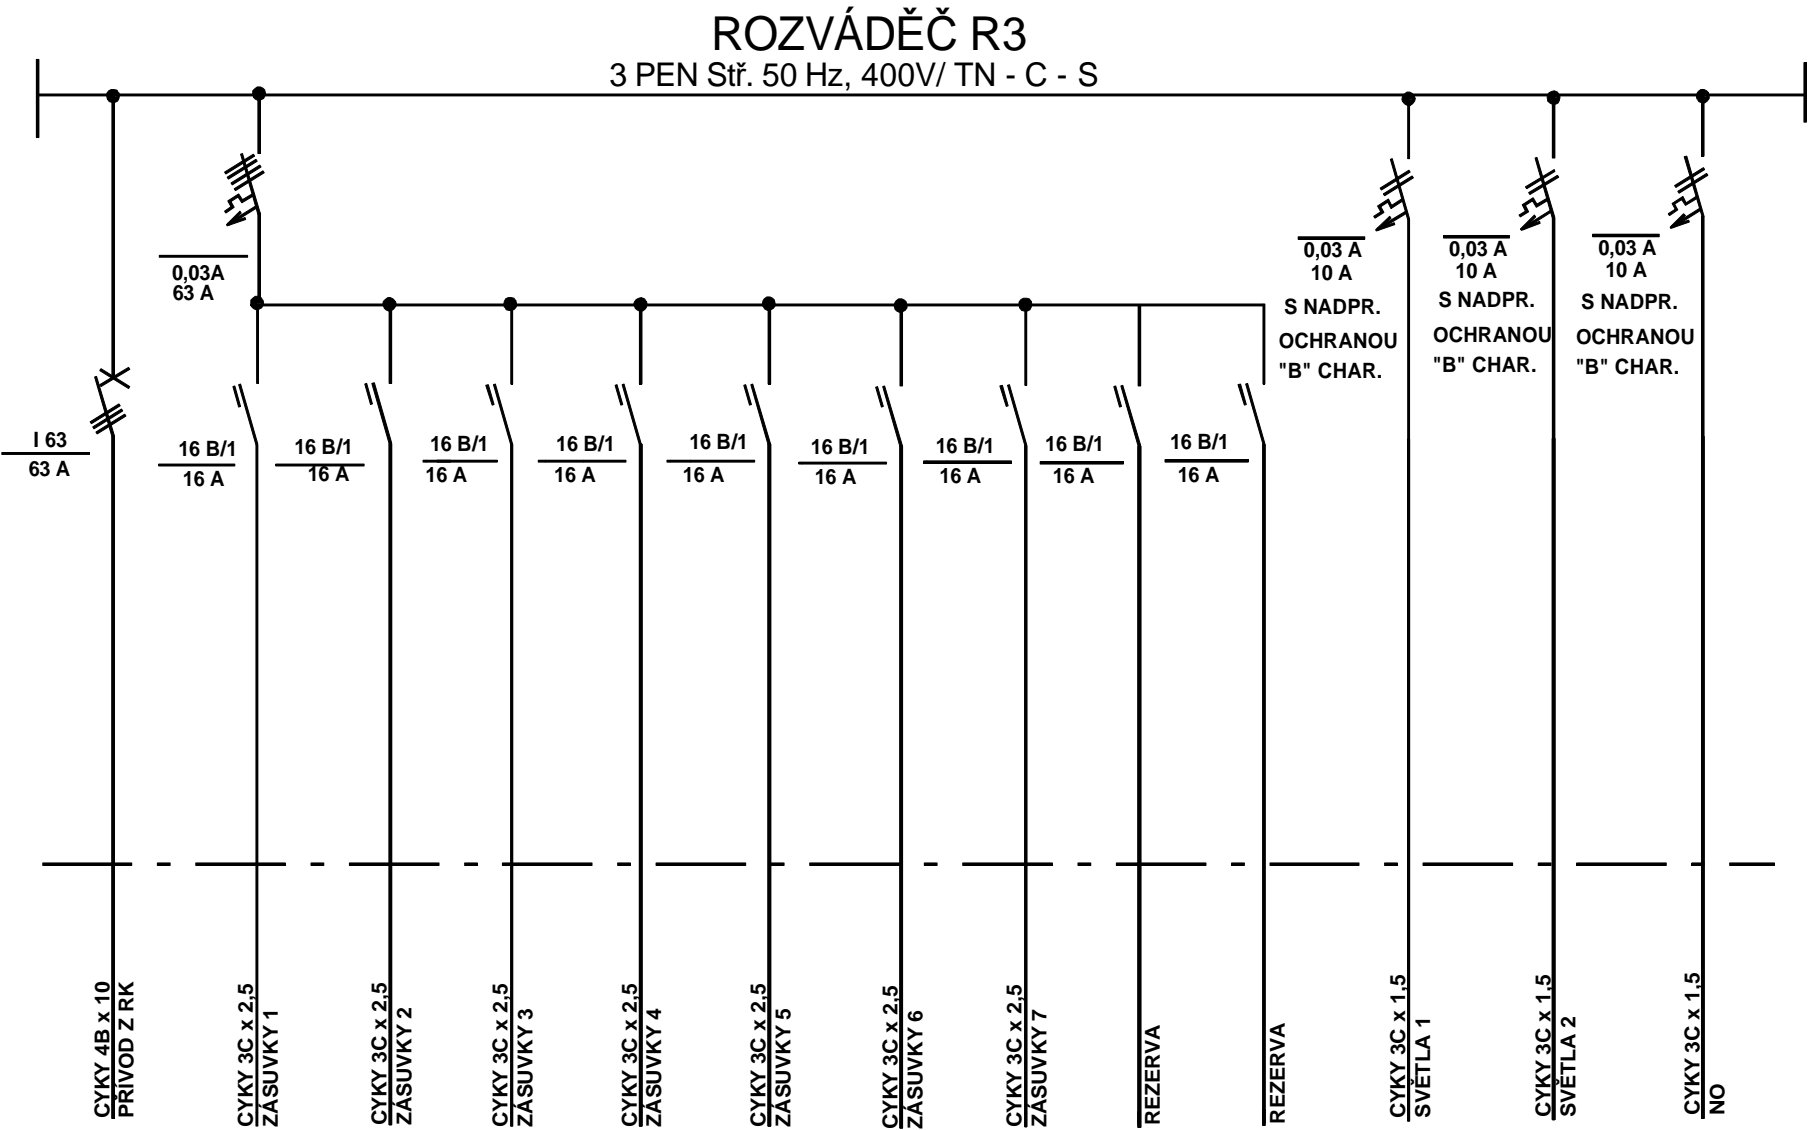 ROZVÁDĚČ R3
3 PEN Stř. 50 Hz, 400V/ TN - C - S
I 63
63 A
0,03A
63 A
16 B/1
16 A
16 B/1
16 A
16 B/1
16 A
16 B/1
16 A
16 B/1
16 A
16 B/1
16 A
16 B/1
16 A
16 B/1
16 A
16 B/1
16 A
0,03 A
10 A
S NADPR.
OCHRANOU
"B" CHAR.
0,03 A
10 A
S NADPR.
OCHRANOU
"B" CHAR.
0,03 A
10 A
S NADPR.
OCHRANOU
"B" CHAR.
CYKY 4B x 10
PŘÍVOD Z RK
CYKY 3C x 2,5
ZÁSUVKY 1
CYKY 3C x 2,5
ZÁSUVKY 2
CYKY 3C x 2,5
ZÁSUVKY 3
CYKY 3C x 2,5
ZÁSUVKY 4
CYKY 3C x 2,5
ZÁSUVKY 5
CYKY 3C x 2,5
ZÁSUVKY 6
CYKY 3C x 2,5
ZÁSUVKY 7
REZERVA
REZERVA
CYKY 3C x 1,5
SVĚTLA 1
CYKY 3C x 1,5
SVĚTLA 2
CYKY 3C x 1,5
NO